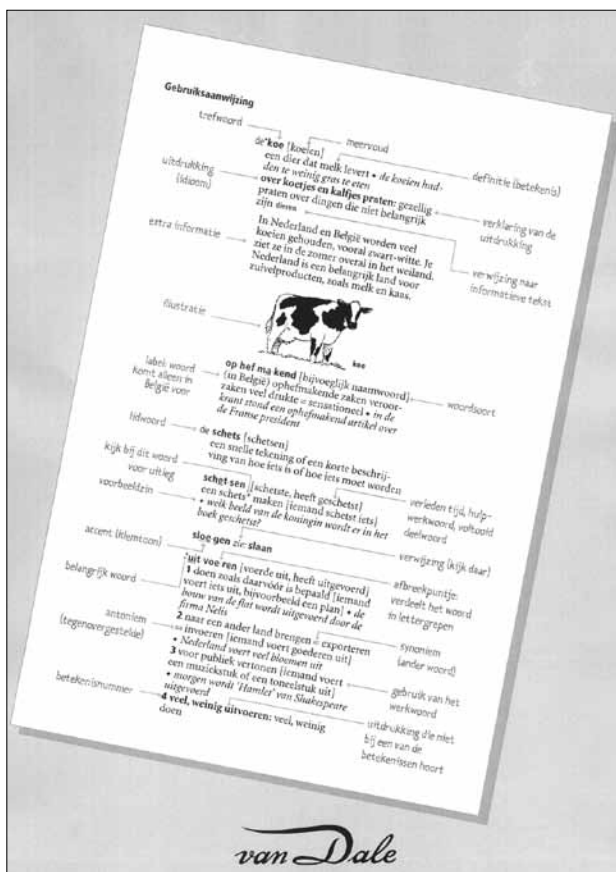 Gebruiksaanwijzing
trefwoord
meervoud
de ˈkoe [koeien]
een dier dat melk levert • de koeien had-
den te weinig gras te eten
definitie (betekenis)
uitdrukking
(idioom)
over koetjes en kalfjes praten: gezellig
praten over dingen die niet belangrijk
zijn dieren
verklaring van de
uitdrukking
extra informatie
In Nederland en België worden veel
koeien gehouden, vooral zwart-witte. Je
ziet ze in de zomer overal in het weiland.
Nederland is een belangrijk land voor
zuivelproducten, zoals melk en kaas.
verwijzing naar
informatieve tekst
illustratie
koe
label: woord
komt alleen in
België voor
op hef ma kend [bijvoeglijk naamwoord]
(in België) ophefmakende zaken veroor-
zaken veel drukte = sensationeel • in de
krant stond een ophefmakend artikel over
de Franse president
woordsoort
lidwoord
de schets [schetsen]
een snelle tekening of een korte beschrij-
ving van hoe iets is of hoe iets moet worden
kijk bij dit woord
voor uitleg
schet sen [schetste, heeft geschetst]
een schets* maken [iemand schetst iets]
• welk beeld van de koningin wordt er in het
boek geschetst?
verleden tijd, hulp-
werkwoord, voltooid
deelwoord
voorbeeldzin
sloe gen zie: slaan
verwijzing (kijk daar)
accent (klemtoon)
ˈuit voe ren [voerde uit, heeft uitgevoerd]
1 doen zoals daarvóór is bepaald [iemand
voert iets uit, bijvoorbeeld een plan] • de
bouw van de flat wordt uitgevoerd door de
firma Nelis
afbreekpuntje:
verdeelt het woord
in lettergrepen
belangrijk woord
2 naar een ander land brengen = exporteren
↔ invoeren [iemand voert goederen uit]
• Nederland voert veel bloemen uit
antoniem
(tegenovergestelde)
synoniem
(ander woord)
3 voor publiek vertonen [iemand voert
een muziekstuk of een toneelstuk uit]
• morgen wordt 'Hamlet' van Shakespeare
uitgevoerd
gebruik van het
werkwoord
betekenisnummer
4 veel, weinig uitvoeren: veel, weinig
doen
uitdrukking die niet
bij een van de
betekenissen hoort
van Dale